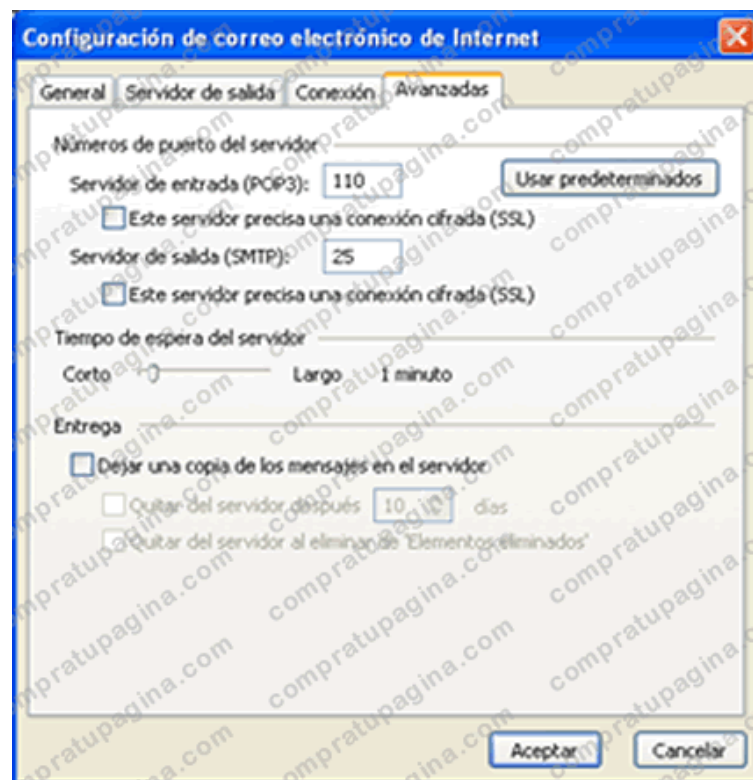 Configuración de correo electrónico de Internet
General Servidor de salida Conexión Avanzadas
Números de puerto del servidor
Servidor de entrada (POP3): 110 Usar predeterminados
Este servidor precisa una conexión cifrada (SSL)
Servidor de salida (SMTP): 25
Este servidor precisa una conexión cifrada (SSL)
Tiempo de espera del servidor
Corto Largo 1 minuto
Entrega
Dejar una copia de los mensajes en el servidor
Quitar del servidor después 10 días
Quitar del servidor al eliminar de 'Elementos eliminados'
Aceptar Cancelar
compratupagina.com